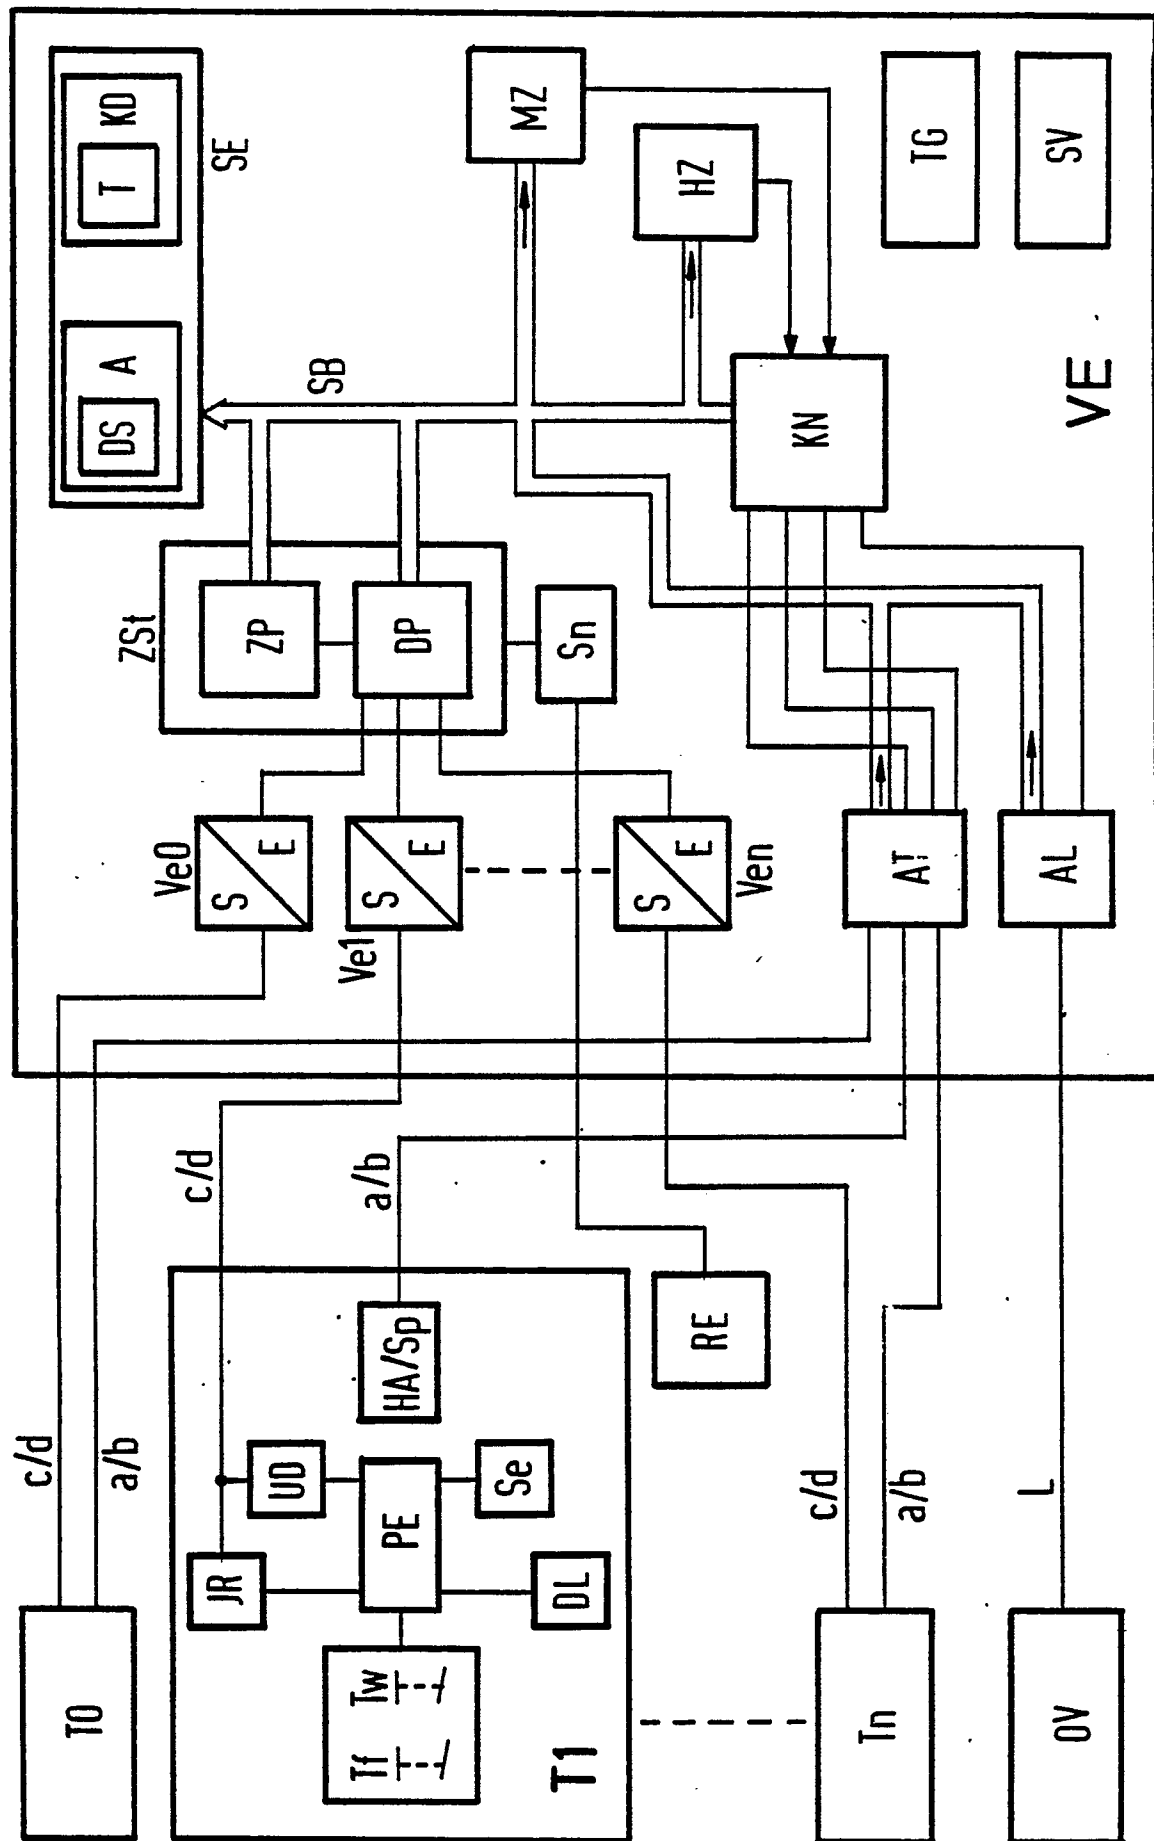 T0
c/d
a/b
Ve0
S
E
ZSt
ZP
DP
DS
A
T
KD
SE
SB
c/d
JR
UD
Tf
Tw
PE
DL
Se
HA/Sp
a/b
T1
Ve1
S
E
Sn
S
E
Ven
MZ
HZ
KN
RE
c/d
a/b
Tn
AT
TG
L
OV
AL
SV
VE